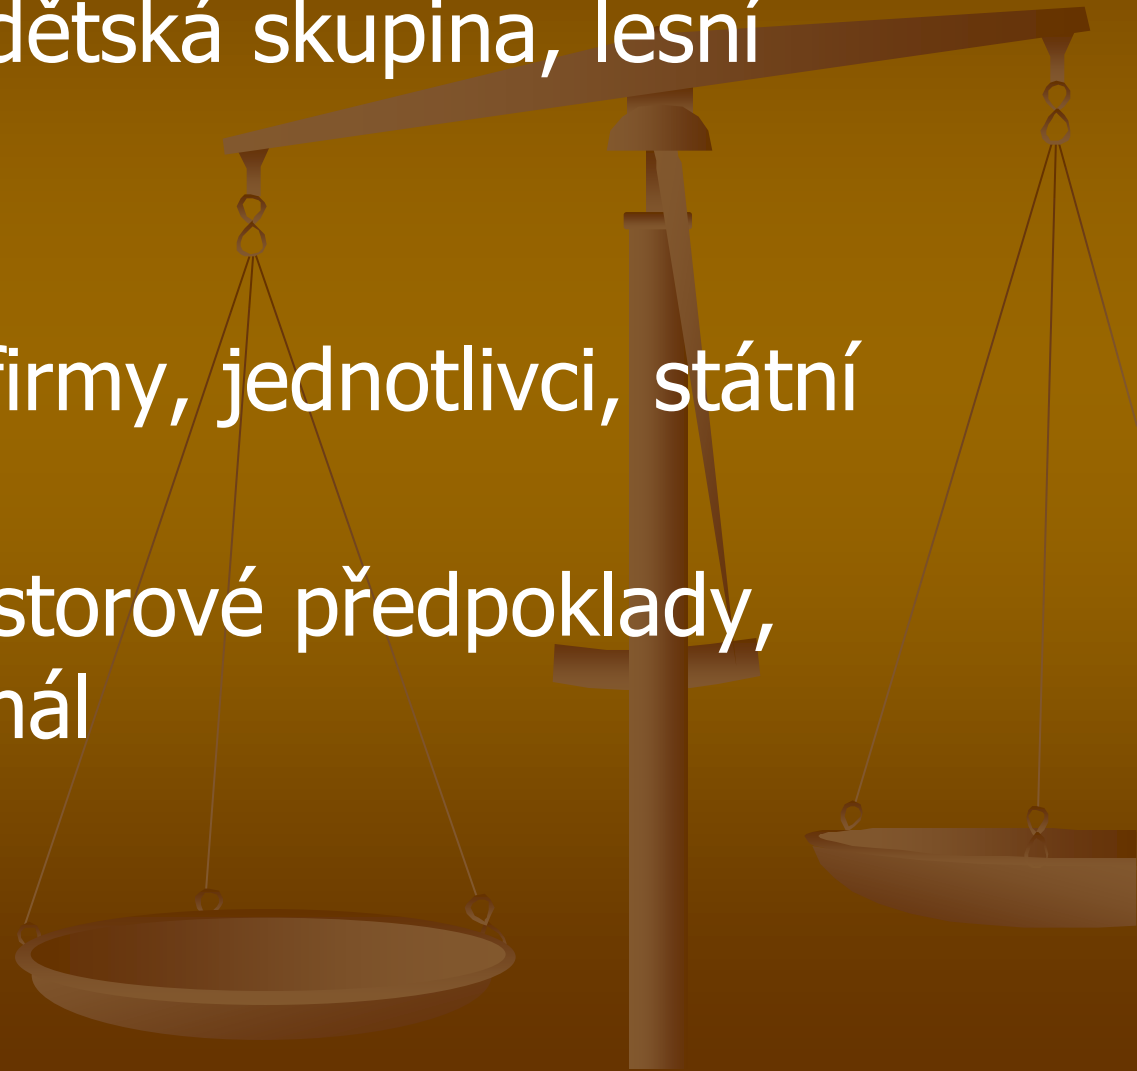 dětská skupina, lesní
firmy, jednotlivci, státní
storové předpoklady,
nál